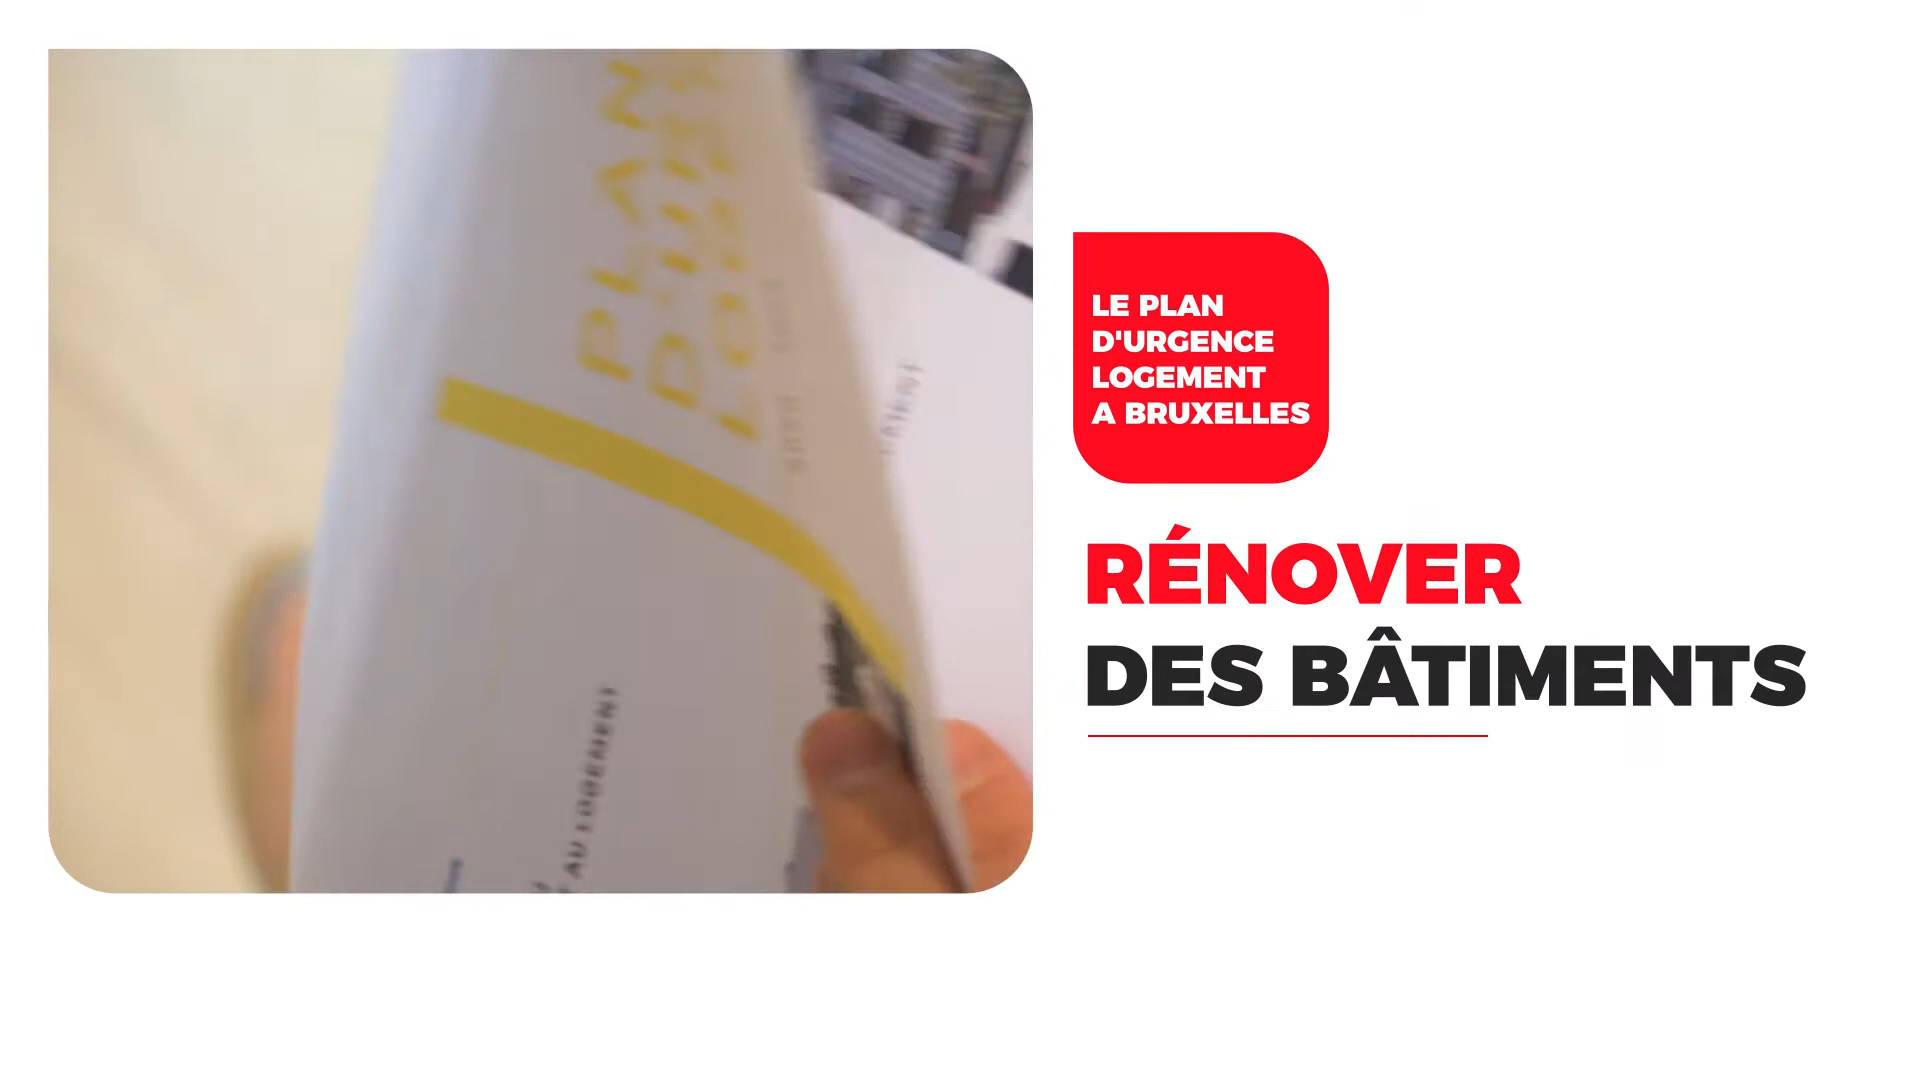 PLAN
AU LOGEMENT
LE PLAN
D'URGENCE
LOGEMENT
A BRUXELLES
RÉNOVER
DES BÂTIMENTS